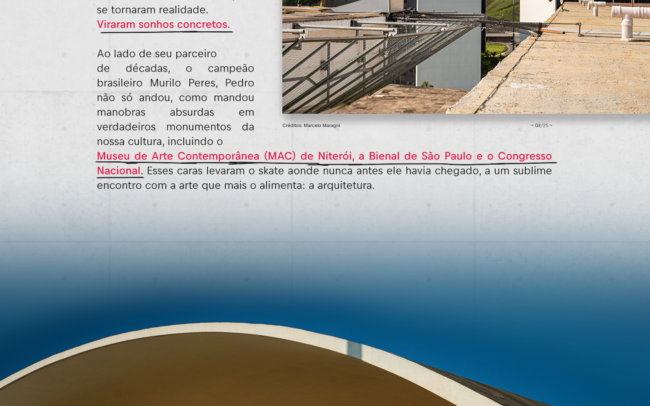 se tornaram realidade.
Viraram sonhos concretos.
Ao lado de seu parceiro
de décadas, o campeão
brasileiro Murilo Peres, Pedro
não só andou, como mandou
manobras absurdas em
verdadeiros monumentos da
nossa cultura, incluindo o
Museu de Arte Contemporânea (MAC) de Niterói, a Bienal de São Paulo e o Congresso
Nacional. Esses caras levaram o skate aonde nunca antes ele havia chegado, a um sublime
encontro com a arte que mais o alimenta: a arquitetura.
Créditos: Marcelo Maragni
< 02/25 >